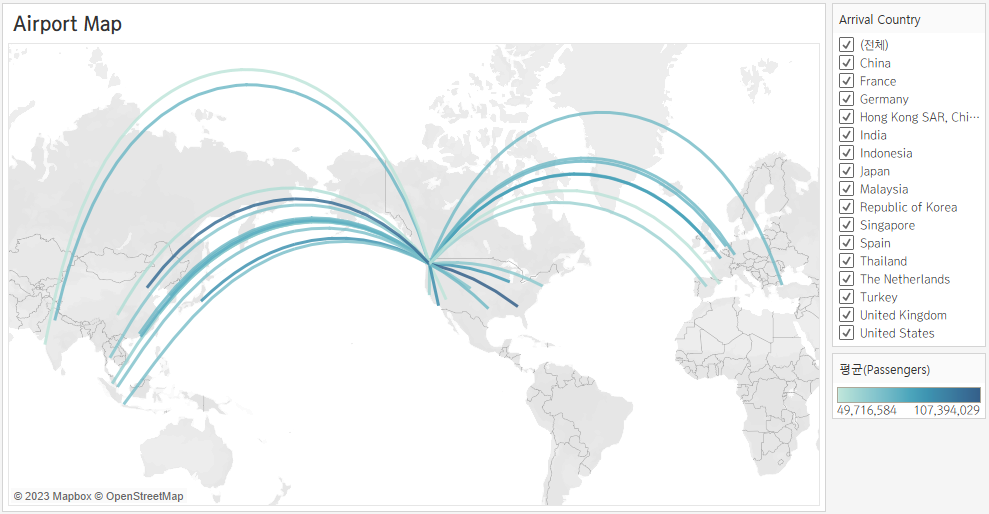 Airport Map
© 2023 Mapbox © OpenStreetMap
Arrival Country
(전체)
China
France
Germany
Hong Kong SAR, Chi···
India
Indonesia
Japan
Malaysia
Republic of Korea
Singapore
Spain
Thailand
The Netherlands
Turkey
United Kingdom
United States
평균(Passengers)
49,716,584 107,394,029